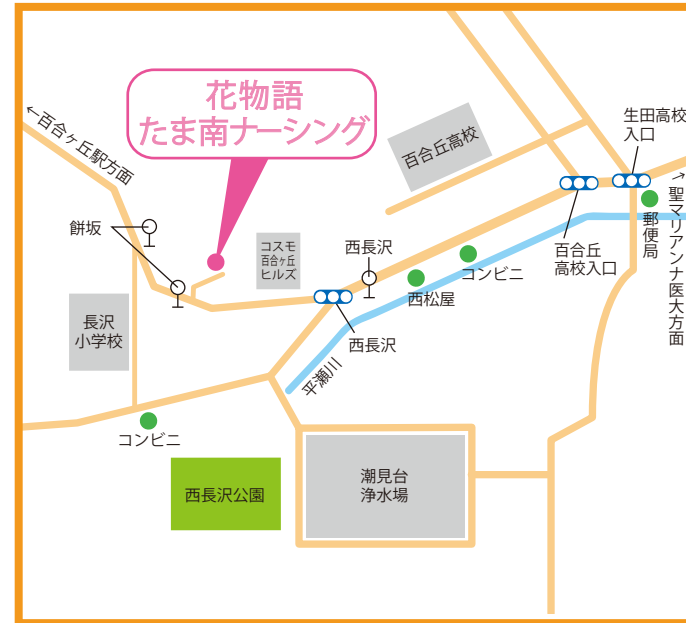 花物語
たま南ナーシング
←百合ヶ丘駅方面
百合丘高校
生田高校
入口
餅坂
コスモ
百合ヶ丘
ヒルズ
西長沢
コンビニ
百合丘
高校入口
郵便局
←聖マリアンナ医大方面
西松屋
長沢
小学校
西長沢
平瀬川
コンビニ
西長沢公園
潮見台
浄水場